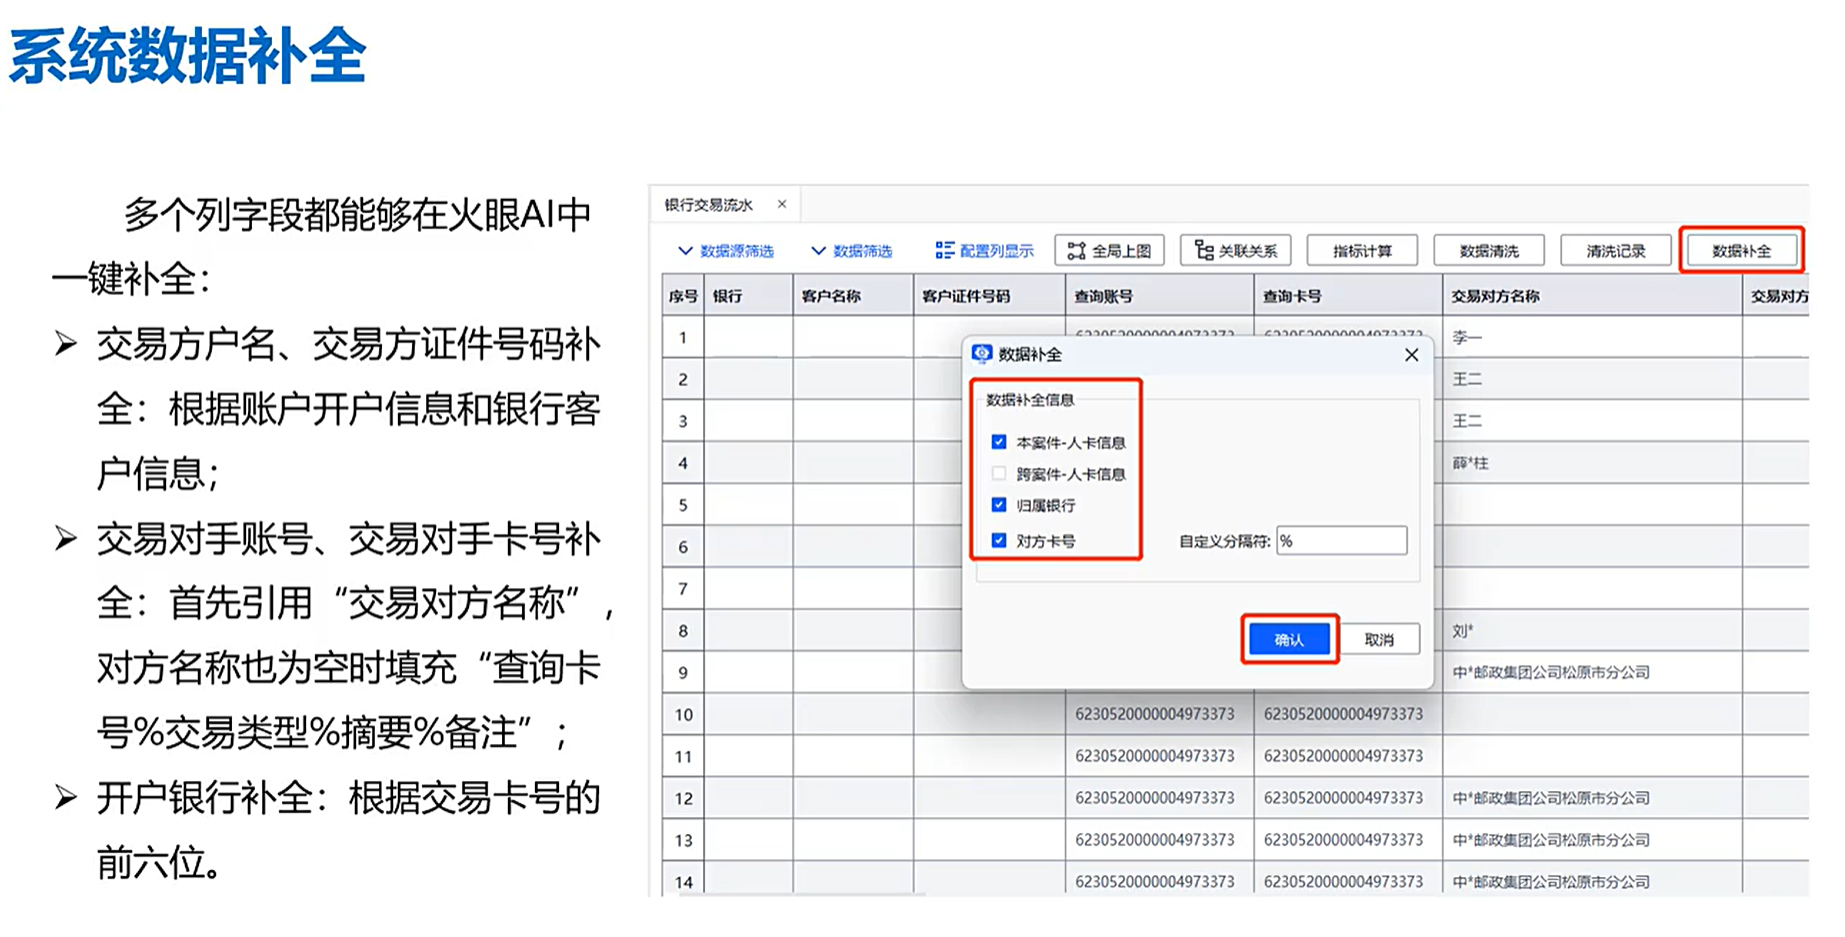 系统数据补全
多个列字段都能够在火眼AI中
一键补全：
➢ 交易方户名、交易方证件号码补
全：根据账户开户信息和银行客
户信息；
➢ 交易对手账号、交易对手卡号补
全：首先引用“交易对方名称”，
对方名称也为空时填充“查询卡
号%交易类型%摘要%备注”；
➢ 开户银行补全：根据交易卡号的
前六位。
银行交易流水 ×
数据源筛选 数据筛选 配置列显示 全局上图 关联关系 指标计算 数据清洗 清洗记录 数据补全
序号 银行 客户名称 客户证件号码 查询账号 查询卡号 交易对方名称 交易对方
1 6230520000004973373 6230520000004973373 李一
2 王二
3 王二
4 薛*柱
5
6
7
8 刘*
9 中*邮政集团公司松原市分公司
10 6230520000004973373 6230520000004973373
11 6230520000004973373 6230520000004973373
12 6230520000004973373 6230520000004973373 中*邮政集团公司松原市分公司
13 6230520000004973373 6230520000004973373 中*邮政集团公司松原市分公司
14 6230520000004973373 6230520000004973373 中*邮政集团公司松原市分公司
数据补全
数据补全信息
本案件-人卡信息
跨案件-人卡信息
归属银行
对方卡号 自定义分隔符: %
确认 取消